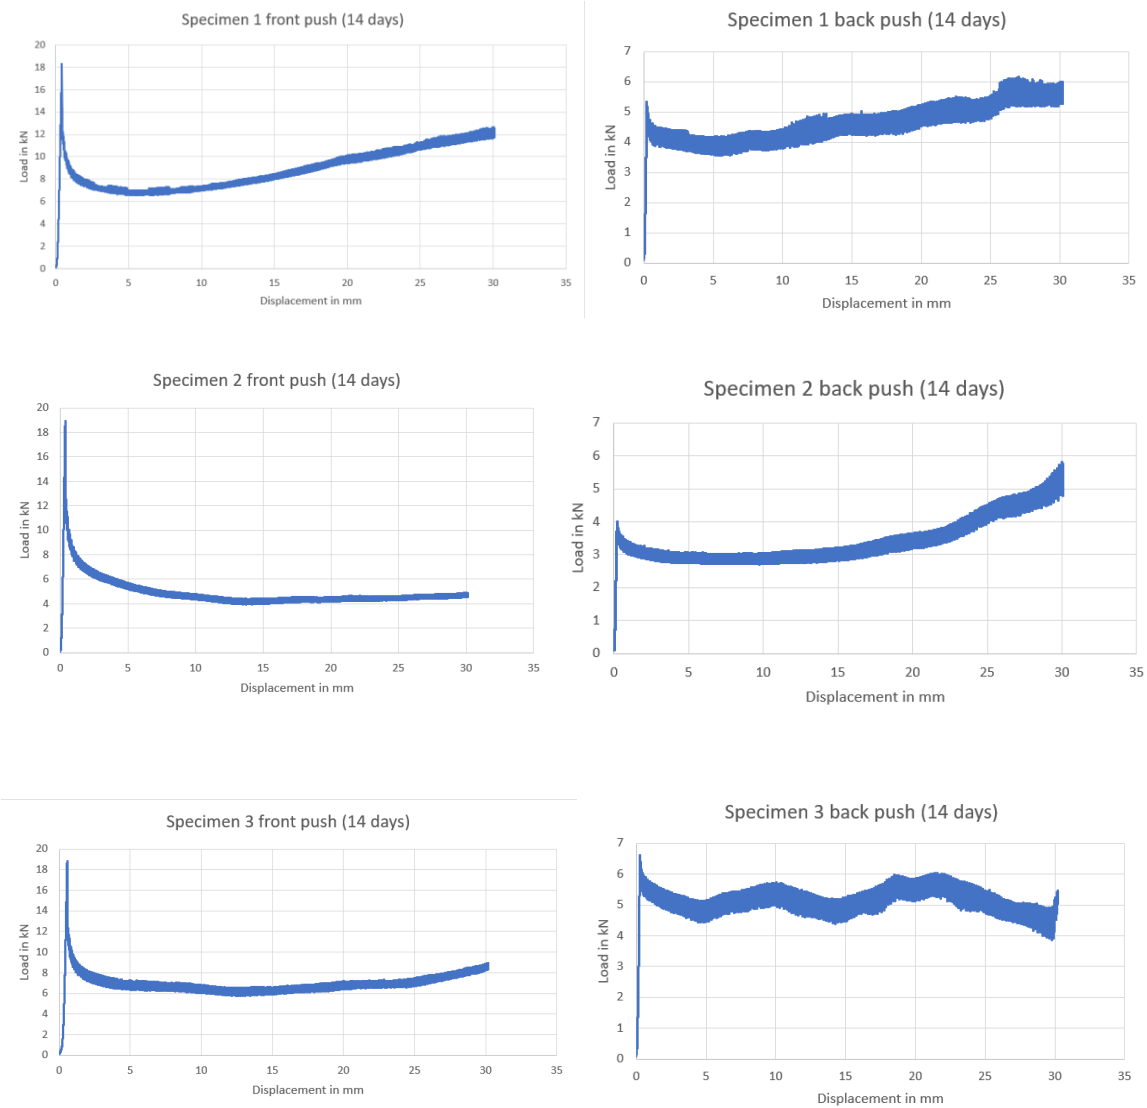 Specimen 1 front push (14 days)
20
18
16
14
12
10
8
6
4
2
0
Load in kN
0 5 10 15 20 25 30 35
Displacement in mm
Specimen 1 back push (14 days)
7
6
5
4
3
2
1
0
Load in kN
0 5 10 15 20 25 30 35
Displacement in mm
Specimen 2 front push (14 days)
20
18
16
14
12
10
8
6
4
2
0
Load in kN
0 5 10 15 20 25 30 35
Displacement in mm
Specimen 2 back push (14 days)
7
6
5
4
3
2
1
0
Load in kN
0 5 10 15 20 25 30 35
Displacement in mm
Specimen 3 front push (14 days)
20
18
16
14
12
10
8
6
4
2
0
Load in kN
0 5 10 15 20 25 30 35
Displacement in mm
Specimen 3 back push (14 days)
7
6
5
4
3
2
1
0
Load in kN
0 5 10 15 20 25 30 35
Displacement in mm